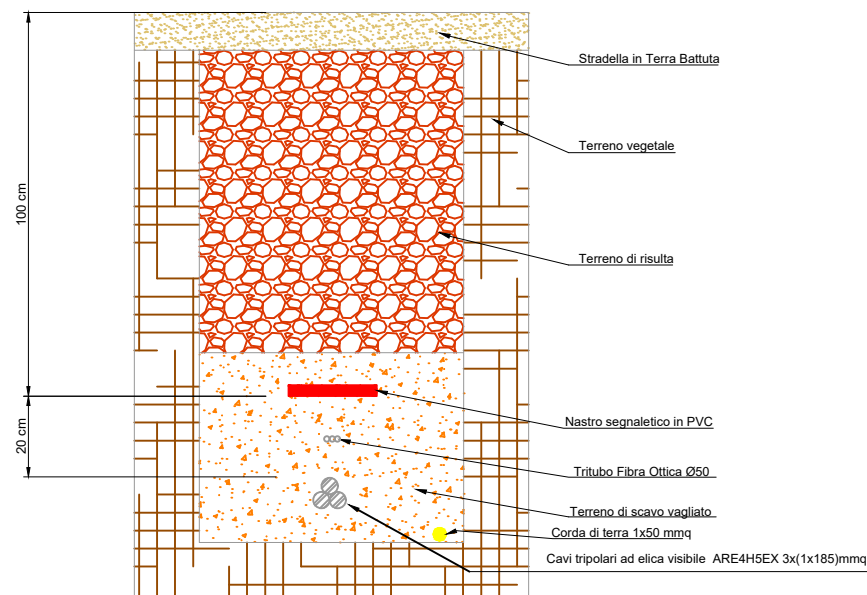 Stradella in Terra Battuta
Terreno vegetale
100 cm
Terreno di risulta
Nastro segnaletico in PVC
20 cm
Tritubo Fibra Ottica Ø50
Terreno di scavo vagliato
Corda di terra 1x50 mmq
Cavi tripolari ad elica visibile ARE4H5EX 3x(1x185)mmq